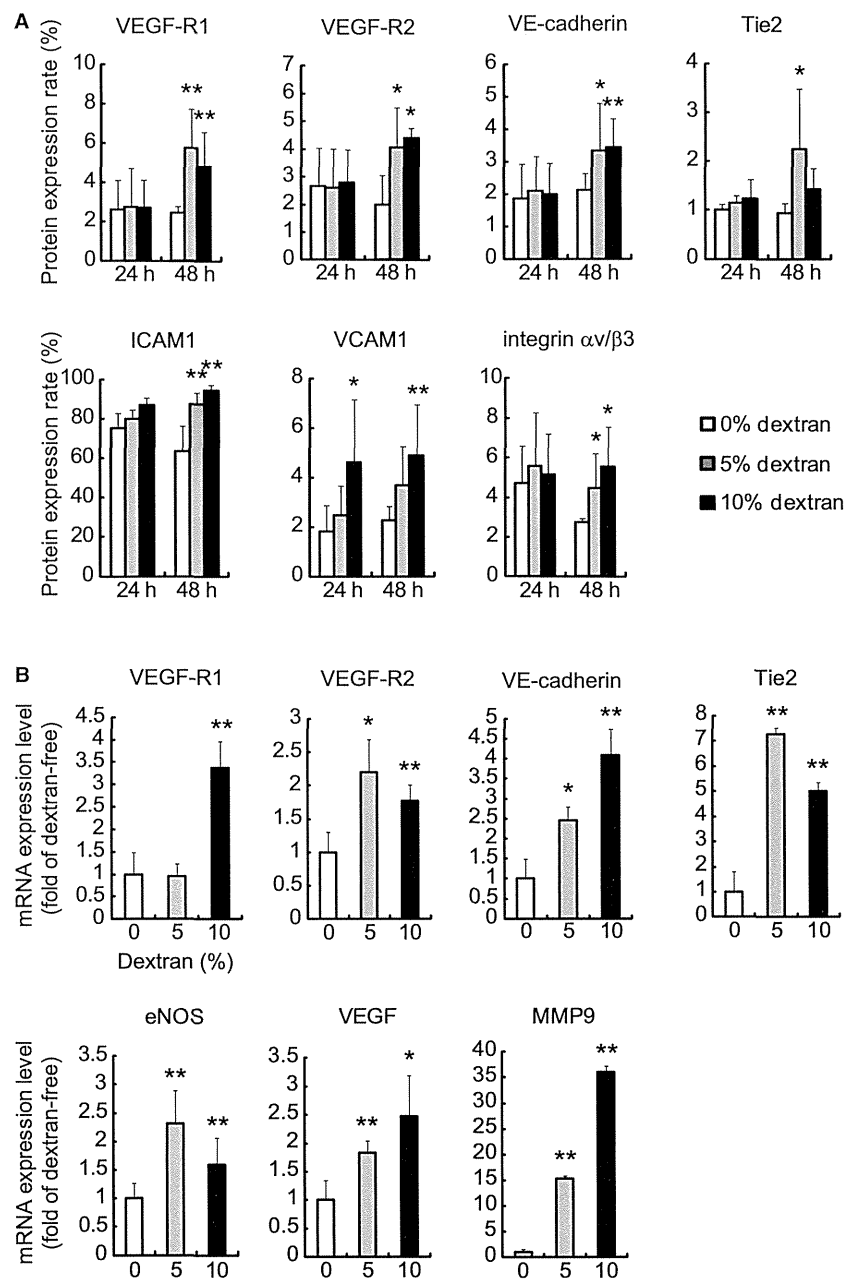 A
VEGF-R1
VEGF-R2
VE-cadherin
Tie2
Protein expression rate (%)
10
8
6
4
2
0
** **
24 h 48 h
7
6
5
4
3
2
1
0
* *
24 h 48 h
6
5
4
3
2
1
0
* **
24 h 48 h
4
3
2
1
0
*
24 h 48 h
ICAM1
VCAM1
integrin αv/β3
Protein expression rate (%)
100
80
60
40
20
0
** **
24 h 48 h
8
6
4
2
0
* **
24 h 48 h
10
8
6
4
2
0
* *
24 h 48 h
0% dextran
5% dextran
10% dextran
B
VEGF-R1
VEGF-R2
VE-cadherin
Tie2
mRNA expression level
(fold of dextran-free)
4.5
4
3.5
3
2.5
2
1.5
1
0.5
0
**
0 5 10
Dextran (%)
3
2.5
2
1.5
1
0.5
0
* **
0 5 10
5
4.5
4
3.5
3
2.5
2
1.5
1
0.5
0
* **
0 5 10
8
7
6
5
4
3
2
1
0
** **
0 5 10
eNOS
VEGF
MMP9
mRNA expression level
(fold of dextran-free)
3.5
3
2.5
2
1.5
1
0.5
0
** **
0 5 10
3.5
3
2.5
2
1.5
1
0.5
0
** *
0 5 10
40
35
30
25
20
15
10
5
0
** **
0 5 10